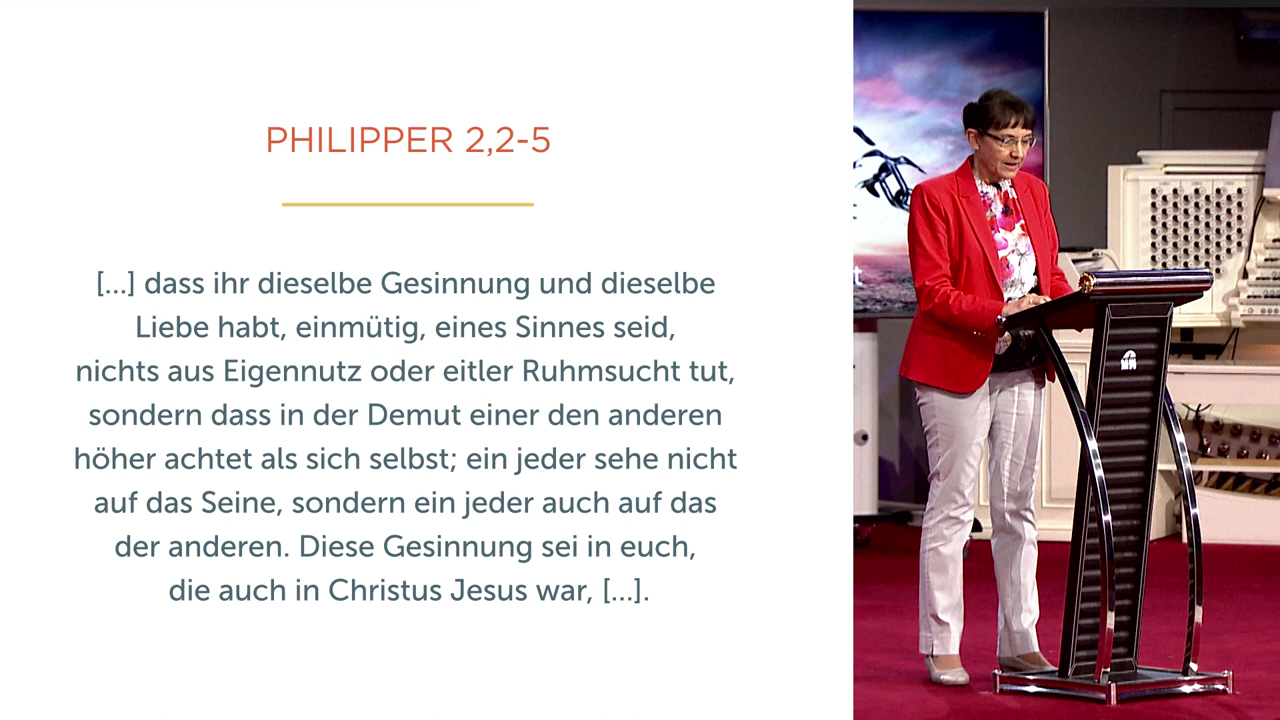 PHILIPPER 2,2-5
[...] dass ihr dieselbe Gesinnung und dieselbe
Liebe habt, einmütig, eines Sinnes seid,
nichts aus Eigennutz oder eitler Ruhmsucht tut,
sondern dass in der Demut einer den anderen
höher achtet als sich selbst; ein jeder sehe nicht
auf das Seine, sondern ein jeder auch auf das
der anderen. Diese Gesinnung sei in euch,
die auch in Christus Jesus war, [...].